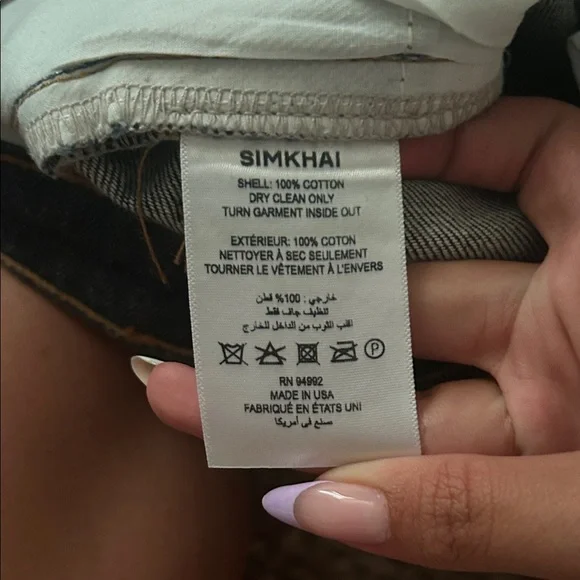 SIMKHAI
SHELL: 100% COTTON
DRY CLEAN ONLY
TURN GARMENT INSIDE OUT
EXTÉRIEUR: 100% COTON
NETTOYER À SEC SEULEMENT
TOURNER LE VÊTEMENT À L'ENVERS
خارجي: 100% قطن
تنظيف جاف فقط
اقلب الثوب من الداخل للخارج
P
RN 94992
MADE IN USA
FABRIQUÉ EN ÉTATS UNI
صنع في أمريكا